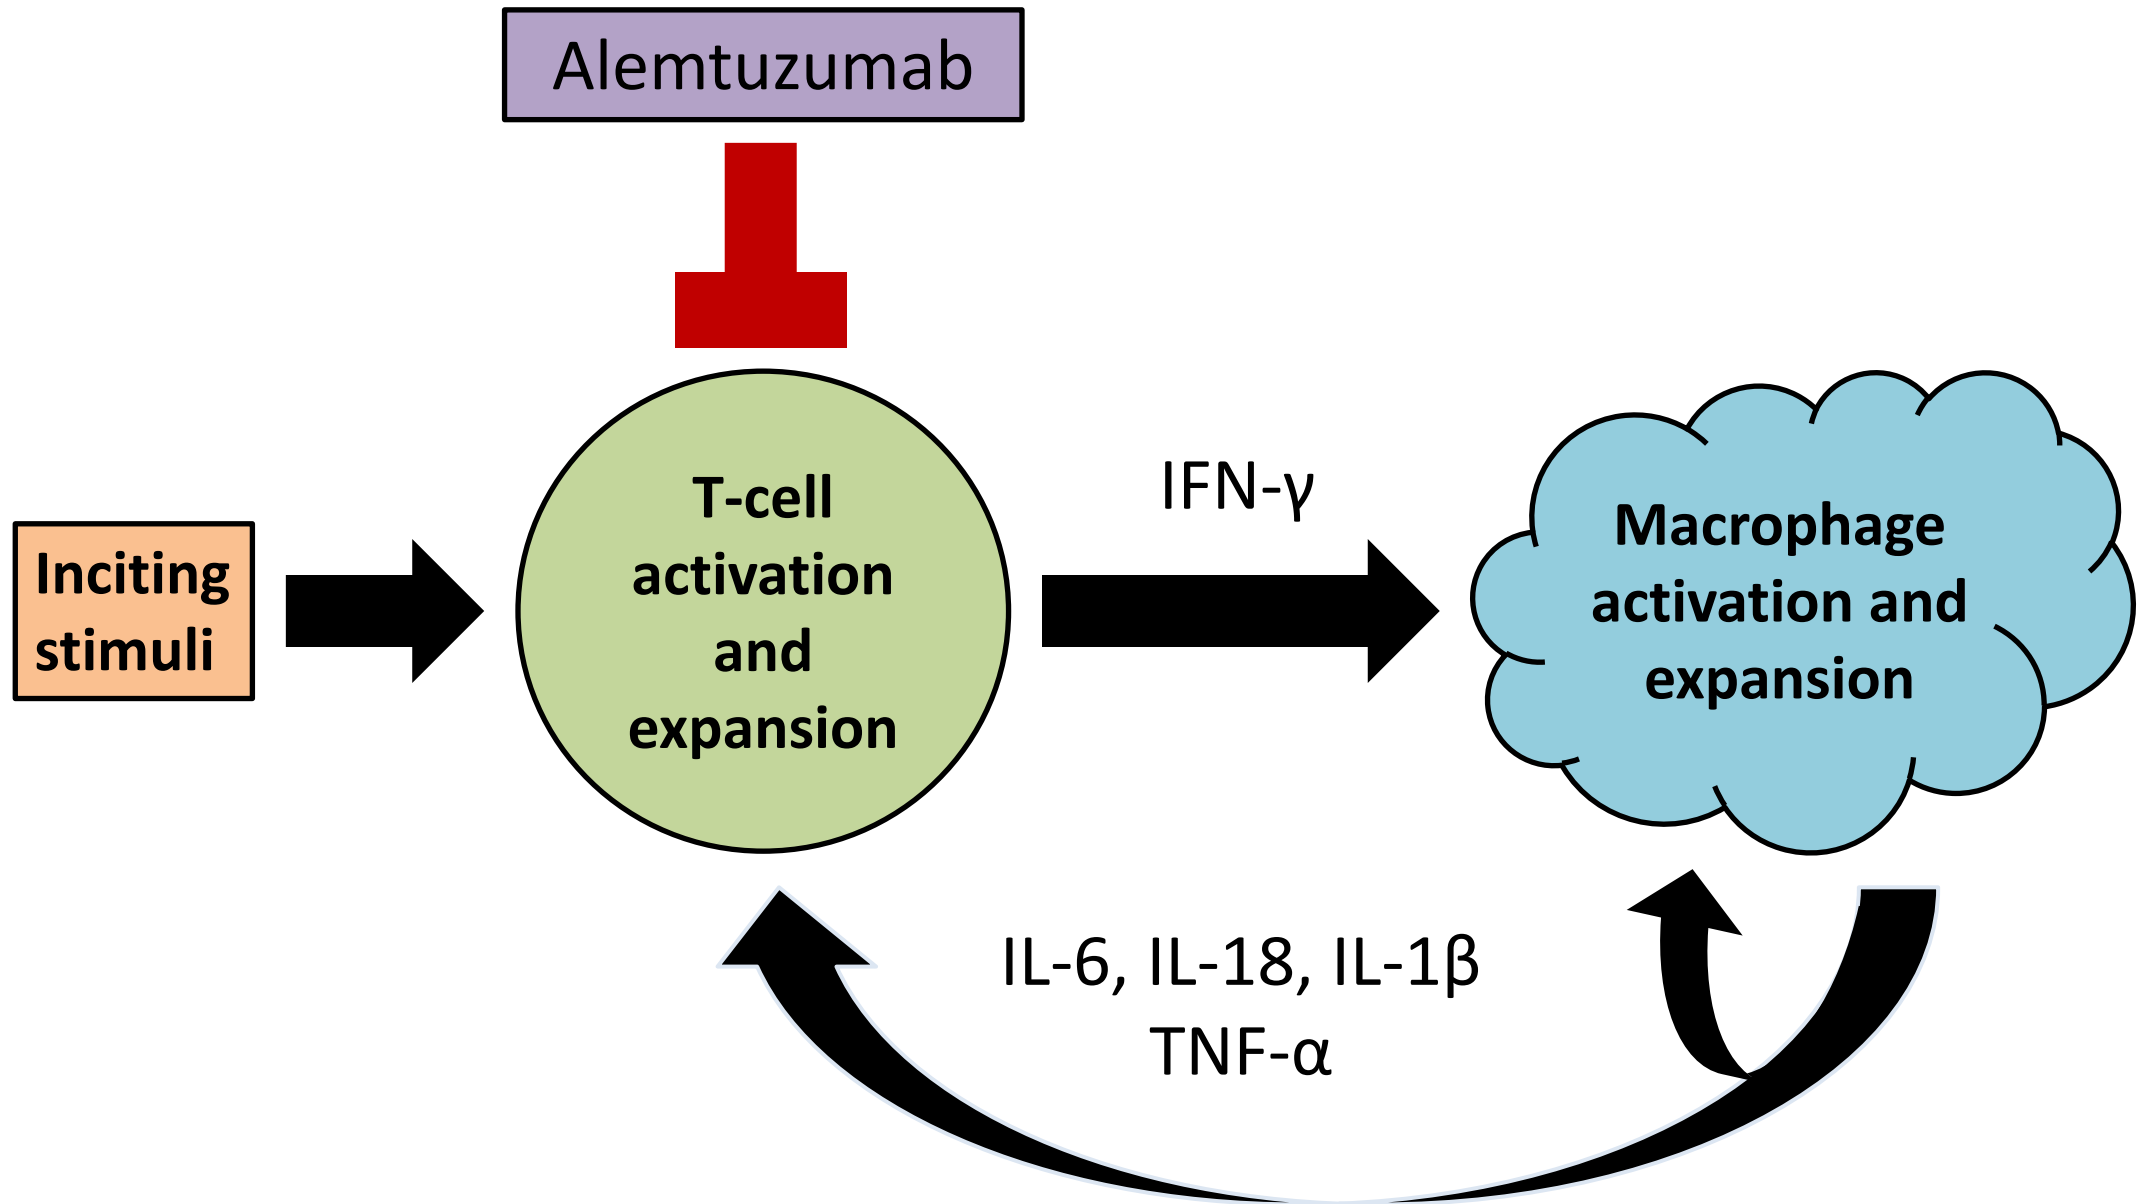 Alemtuzumab
Inciting
stimuli
T-cell
activation
and
expansion
IFN-γ
Macrophage
activation and
expansion
IL-6, IL-18, IL-1β
TNF-α